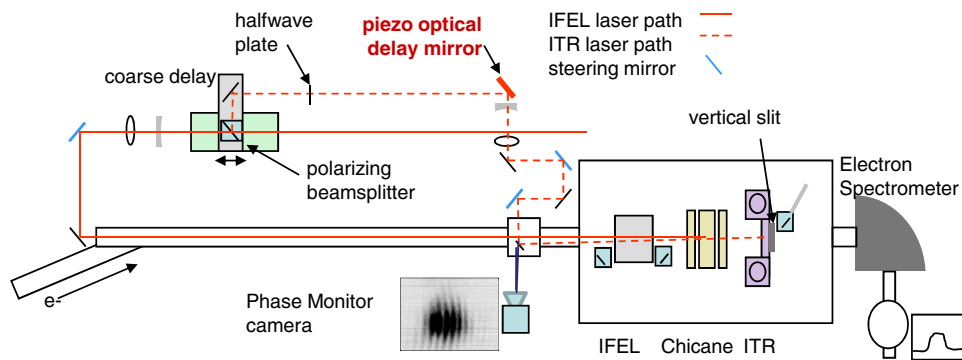 halfwave
plate
piezo optical
delay mirror
IFEL laser path
ITR laser path
steering mirror
coarse delay
vertical slit
polarizing
beamsplitter
Electron
Spectrometer
e-
Phase Monitor
camera
IFEL
Chicane
ITR